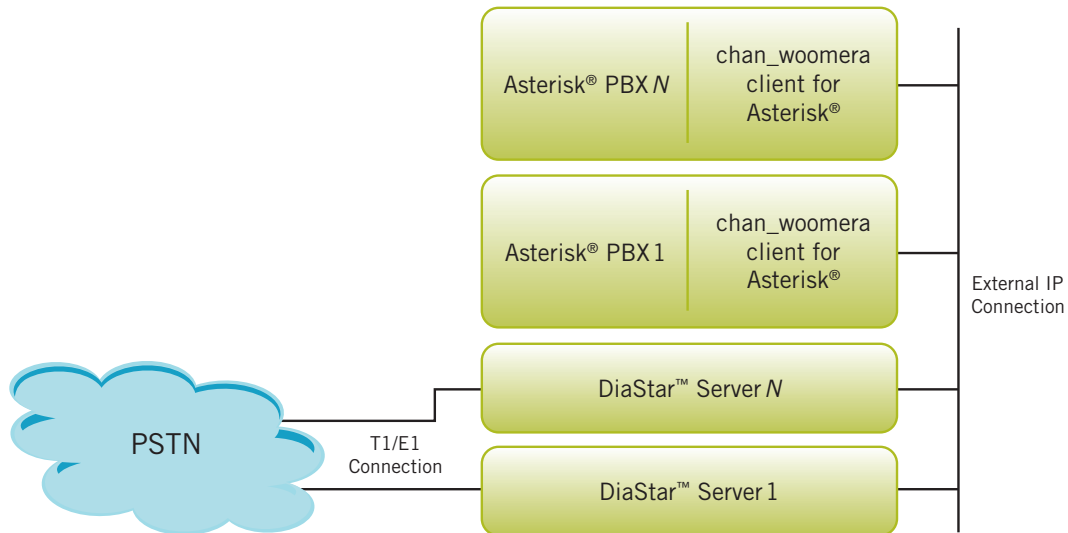 Asterisk® PBX N
chan_woomera
client for
Asterisk®
Asterisk® PBX 1
chan_woomera
client for
Asterisk®
External IP
Connection
DiaStar™ Server N
PSTN
T1/E1
Connection
DiaStar™ Server 1